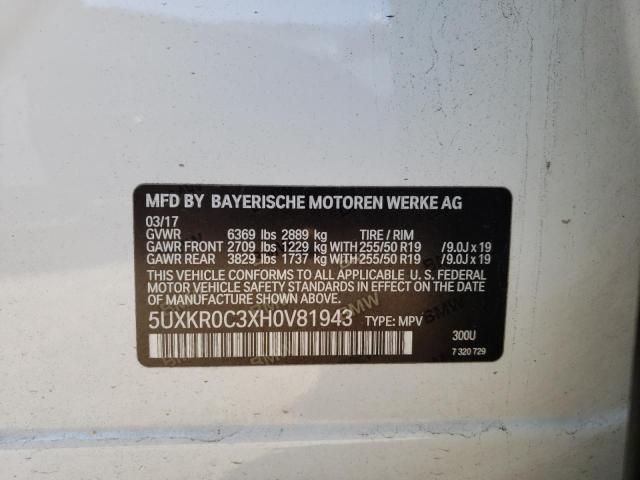 MFD BY BAYERISCHE MOTOREN WERKE AG
03/17
GVWR 6369 lbs 2889 kg TIRE / RIM
GAWR FRONT 2709 lbs 1229 kg WITH 255/50 R19 /9.0J x 19
GAWR REAR 3829 lbs 1737 kg WITH 255/50 R19 /9.0J x 19
THIS VEHICLE CONFORMS TO ALL APPLICABLE U. S. FEDERAL
MOTOR VEHICLE SAFETY STANDARDS IN EFFECT ON THE DATE
OF MANUFACTURE SHOWN ABOVE.
5UXKR0C3XH0V81943 TYPE: MPV
300U
7 320 729